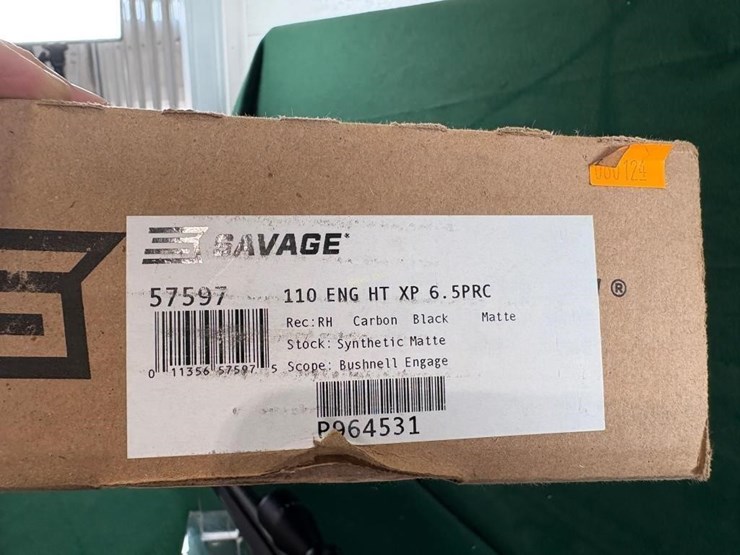 000124
SAVAGE
57597 110 ENG HT XP 6.5PRC
Rec:RH Carbon Black Matte
Stock: Synthetic Matte
0 11356 57597 5 Scope: Bushnell Engage
P964531
®